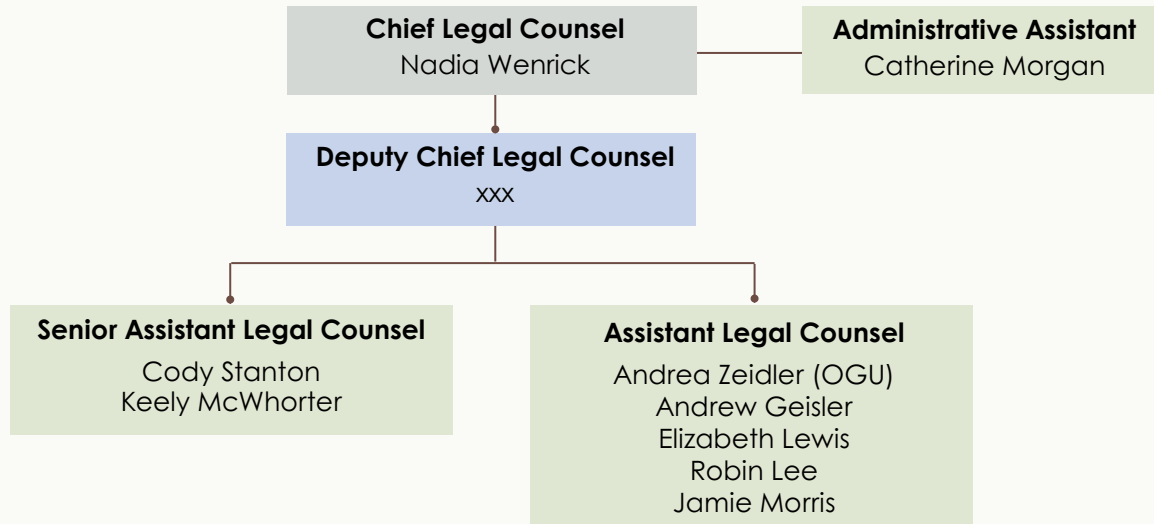 Chief Legal Counsel
Nadia Wenrick
Administrative Assistant
Catherine Morgan
Deputy Chief Legal Counsel
xxx
Senior Assistant Legal Counsel
Cody Stanton
Keely McWhorter
Assistant Legal Counsel
Andrea Zeidler (OGU)
Andrew Geisler
Elizabeth Lewis
Robin Lee
Jamie Morris